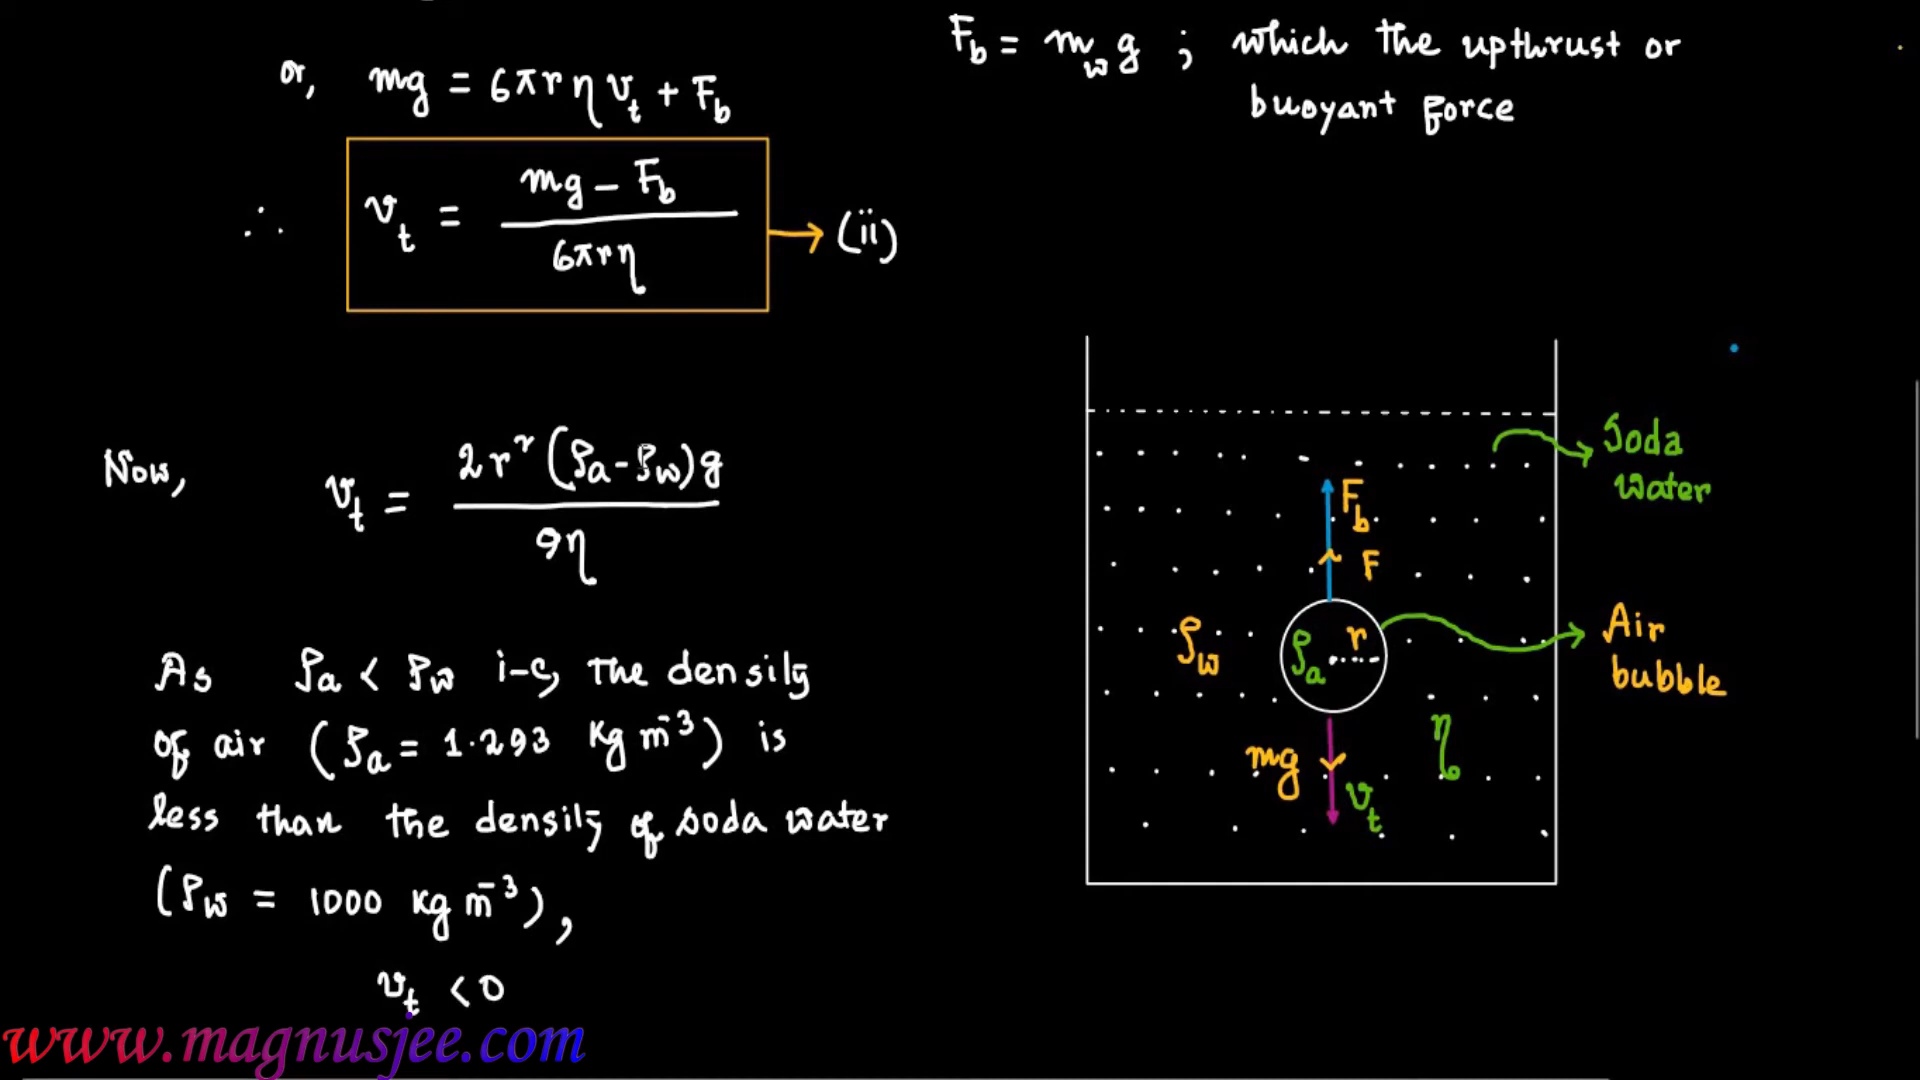 or, mg = 6πrηv_t + F_b
F_b = m_w g ; which the upthrust or
buoyant force
∴ v_t = (mg − F_b) / (6πrη) → (ii)
Now, v_t = 2r² (ρ_a − ρ_w) g / 9η
As ρ_a < ρ_w i-e, the density
of air (ρ_a = 1.293 kg m⁻³) is
less than the density of soda water
(ρ_w = 1000 kg m⁻³),
v_t < 0
Soda
water
F_b
F
ρ_w
ρ_a
r
Air
bubble
mg
v_t
η
www.magnusjee.com